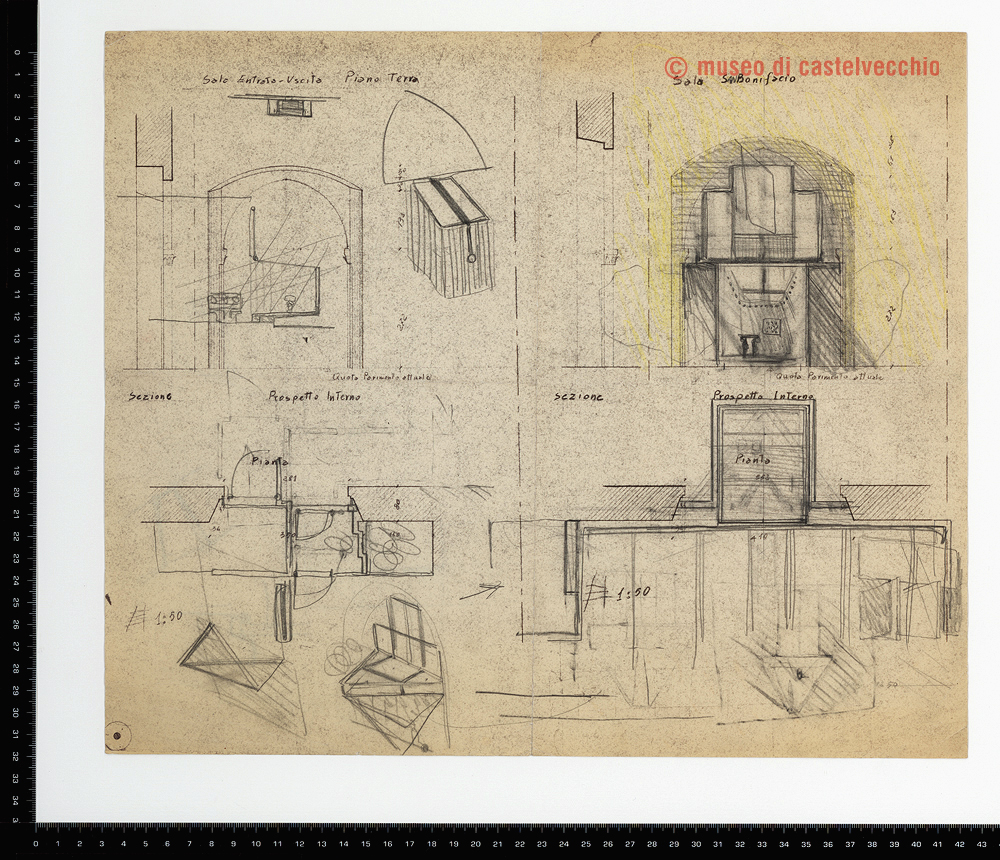 © museo di castelvecchio
Sala Entrata-Uscita Piano Terra
Sala S. Bonifacio
Quota Pavimento attuale
Quota Pavimento attuale
Sezione
Prospetto Interno
Sezione
Prospetto Interno
Pianta
Pianta
1:50
1:50
0 1 2 3 4 5 6 7 8 9 10 11 12 13 14 15 16 17 18 19 20 21 22 23 24 25 26 27 28 29 30 31 32 33 34
0 1 2 3 4 5 6 7 8 9 10 11 12 13 14 15 16 17 18 19 20 21 22 23 24 25 26 27 28 29 30 31 32 33 34 35 36 37 38 39 40 41 42 43